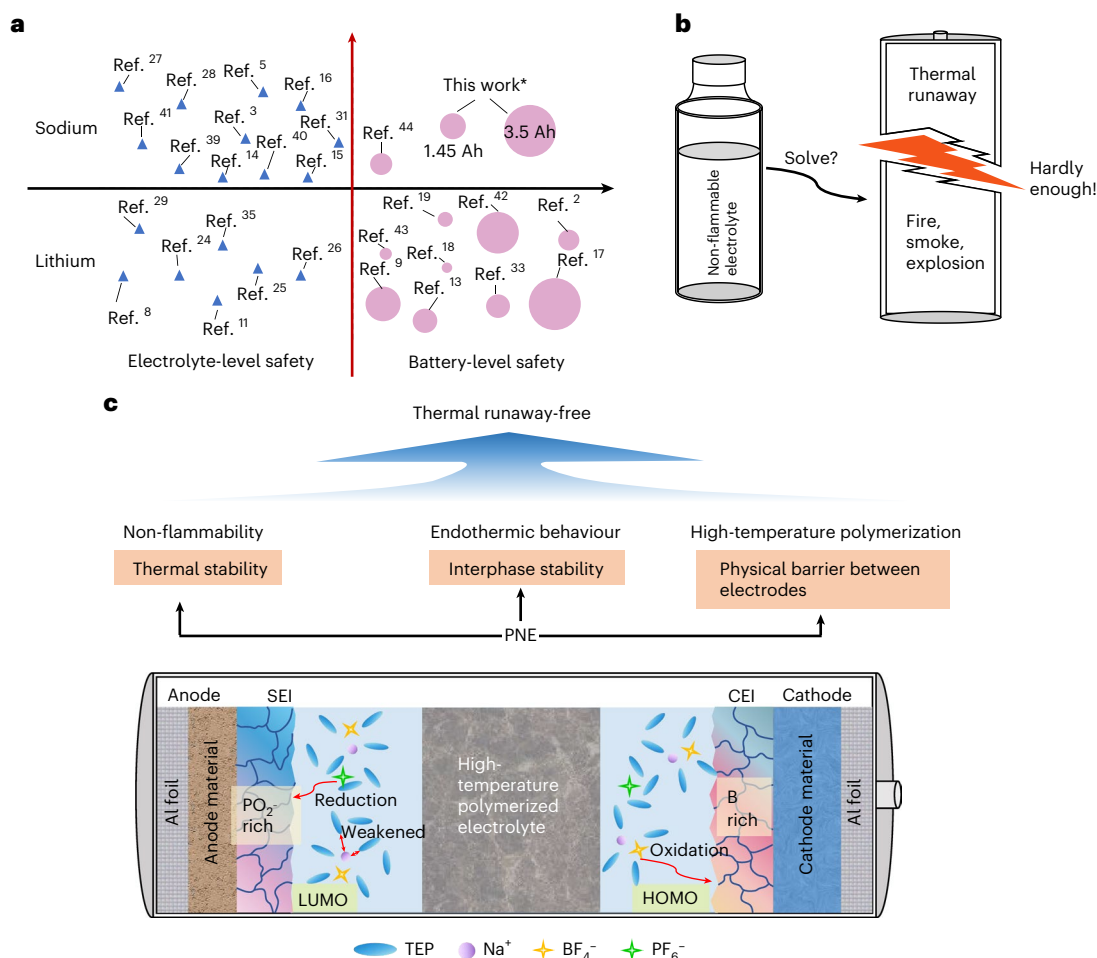 a
Ref. 27
Ref. 28
Ref. 5
Ref. 16
Ref. 41
Ref. 3
Ref. 31
Ref. 39
Ref. 40
Ref. 14
Ref. 15
Sodium
This work*
Ref. 44
1.45 Ah
3.5 Ah
Ref. 29
Ref. 35
Ref. 24
Ref. 26
Ref. 25
Ref. 8
Ref. 11
Lithium
Ref. 19
Ref. 42
Ref. 2
Ref. 43
Ref. 18
Ref. 17
Ref. 9
Ref. 33
Ref. 13
Electrolyte-level safety
Battery-level safety
b
Non-flammable
electrolyte
Solve?
Thermal
runaway
Hardly
enough!
Fire,
smoke,
explosion
c
Thermal runaway-free
Non-flammability
Thermal stability
Endothermic behaviour
Interphase stability
High-temperature polymerization
Physical barrier between
electrodes
PNE
Anode
SEI
CEI
Cathode
Al foil
Anode material
PO₂⁻
rich
Reduction
Weakened
LUMO
High-
temperature
polymerized
electrolyte
Oxidation
HOMO
B
rich
Cathode material
Al foil
TEP
Na⁺
BF₄⁻
PF₆⁻